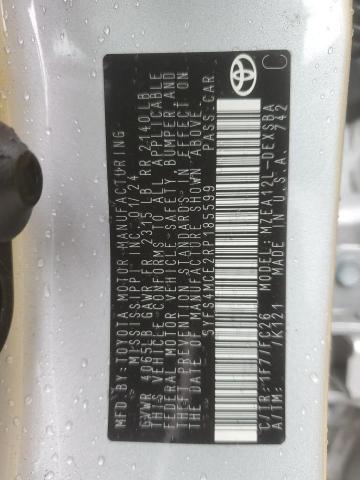 MFD. BY: TOYOTA MOTOR MANUFACTURING,
MISSISSIPPI, INC. 01/24
GVWR 4065LB GAWR FR 2315 LB RR 2140LB
THIS VEHICLE CONFORMS TO ALL APPLICABLE
FEDERAL MOTOR VEHICLE SAFETY, BUMPER AND
THEFT PREVENTION STANDARDS IN EFFECT ON
THE DATE OF MANUFACTURE SHOWN ABOVE.
5YFS4MCE2RP185599 PASS.CAR
C/TR:1F7/FC26 MODEL:MZEA12L-DEXSBA
A/TM: /K121 MADE IN U.S.A. 742
TOYOTA
C